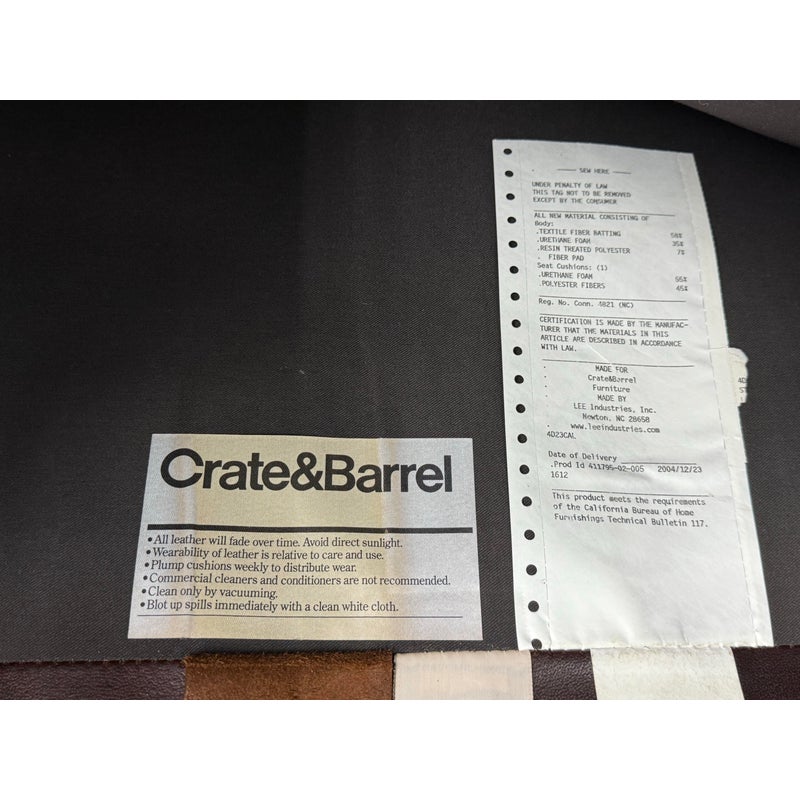 Crate&Barrel
•All leather will fade over time. Avoid direct sunlight.
•Wearability of leather is relative to care and use.
•Plump cushions weekly to distribute wear.
•Commercial cleaners and conditioners are not recommended.
•Clean only by vacuuming.
•Blot up spills immediately with a clean white cloth.
SEW HERE
UNDER PENALTY OF LAW
THIS TAG NOT TO BE REMOVED
EXCEPT BY THE CONSUMER
ALL NEW MATERIAL CONSISTING OF
Body:
.TEXTILE FIBER BATTING 58%
.URETHANE FOAM 35%
.RESIN TREATED POLYESTER 7%
. FIBER PAD
Seat Cushions: (1)
.URETHANE FOAM 55%
.POLYESTER FIBERS 45%
Reg. No. Conn. 4821 (NC)
CERTIFICATION IS MADE BY THE MANUFAC-
TURER THAT THE MATERIALS IN THIS
ARTICLE ARE DESCRIBED IN ACCORDANCE
WITH LAW.
MADE FOR
Crate&Barrel
Furniture
MADE BY
LEE Industries, Inc.
Newton, NC 28658
www.leeindustries.com
4D23CAL
Date of Delivery
.Prod Id 411795-02-005 2004/12/23
1612
This product meets the requirements
of the California Bureau of Home
Furnishings Technical Bulletin 117.